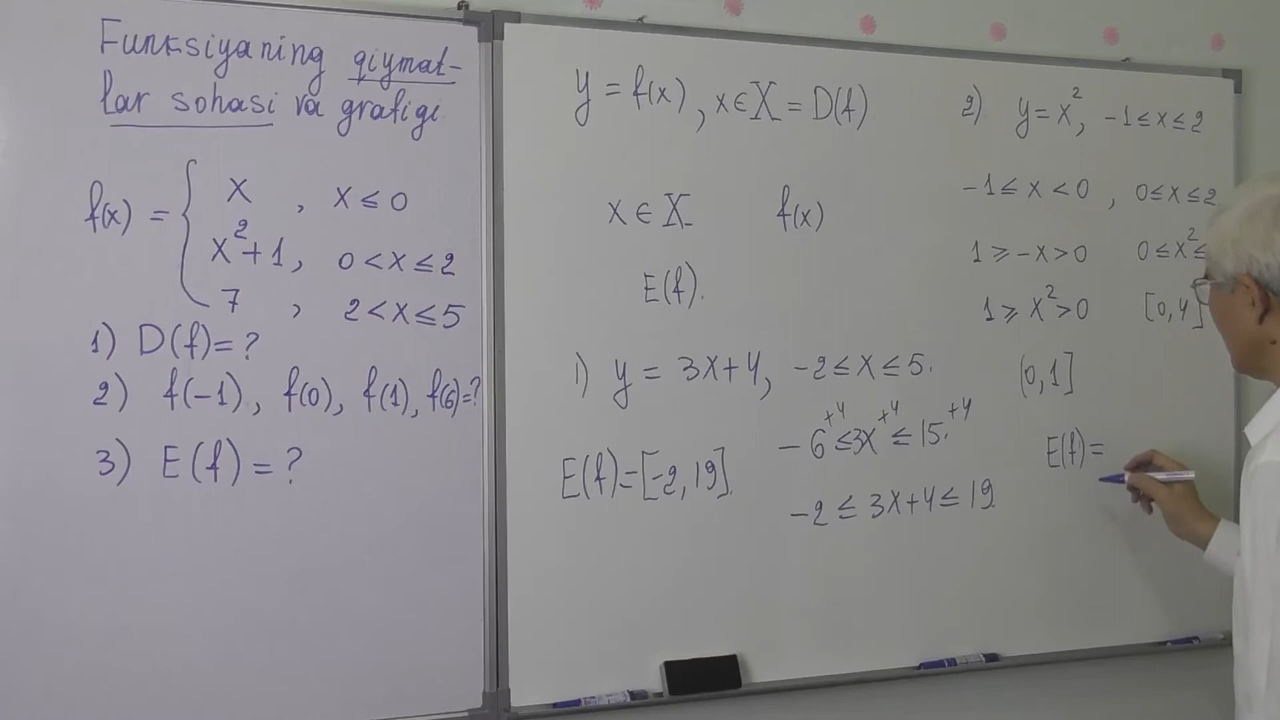 Funksiyaning qiymat-
lar sohasi va grafigi
f(x) = { x , x ≤ 0
x²+1, 0 < x ≤ 2
7 , 2 < x ≤ 5
1) D(f)= ?
2) f(-1), f(0), f(1), f(6)=?
3) E(f) = ?
y = f(x), x∈X = D(f)
x ∈ X f(x)
E(f).
1) y = 3x+4, -2 ≤ x ≤ 5.
+4 +4 +4
-6 ≤ 3x ≤ 15.
E(f)=[-2, 19].
-2 ≤ 3x+4 ≤ 19.
2) y = x², -1 ≤ x ≤ 2
-1 ≤ x < 0 , 0 ≤ x ≤ 2
1 ≥ -x > 0 0 ≤ x² ≤
1 ≥ x² > 0 [0,4]
(0,1]
E(f)=